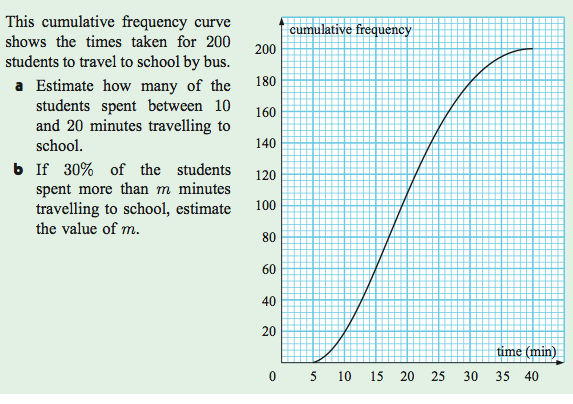 This cumulative frequency curve
shows the times taken for 200
students to travel to school by bus.
a Estimate how many of the
students spent between 10
and 20 minutes travelling to
school.
b If 30% of the students
spent more than m minutes
travelling to school, estimate
the value of m.
cumulative frequency
200
180
160
140
120
100
80
60
40
20
time (min)
0 5 10 15 20 25 30 35 40